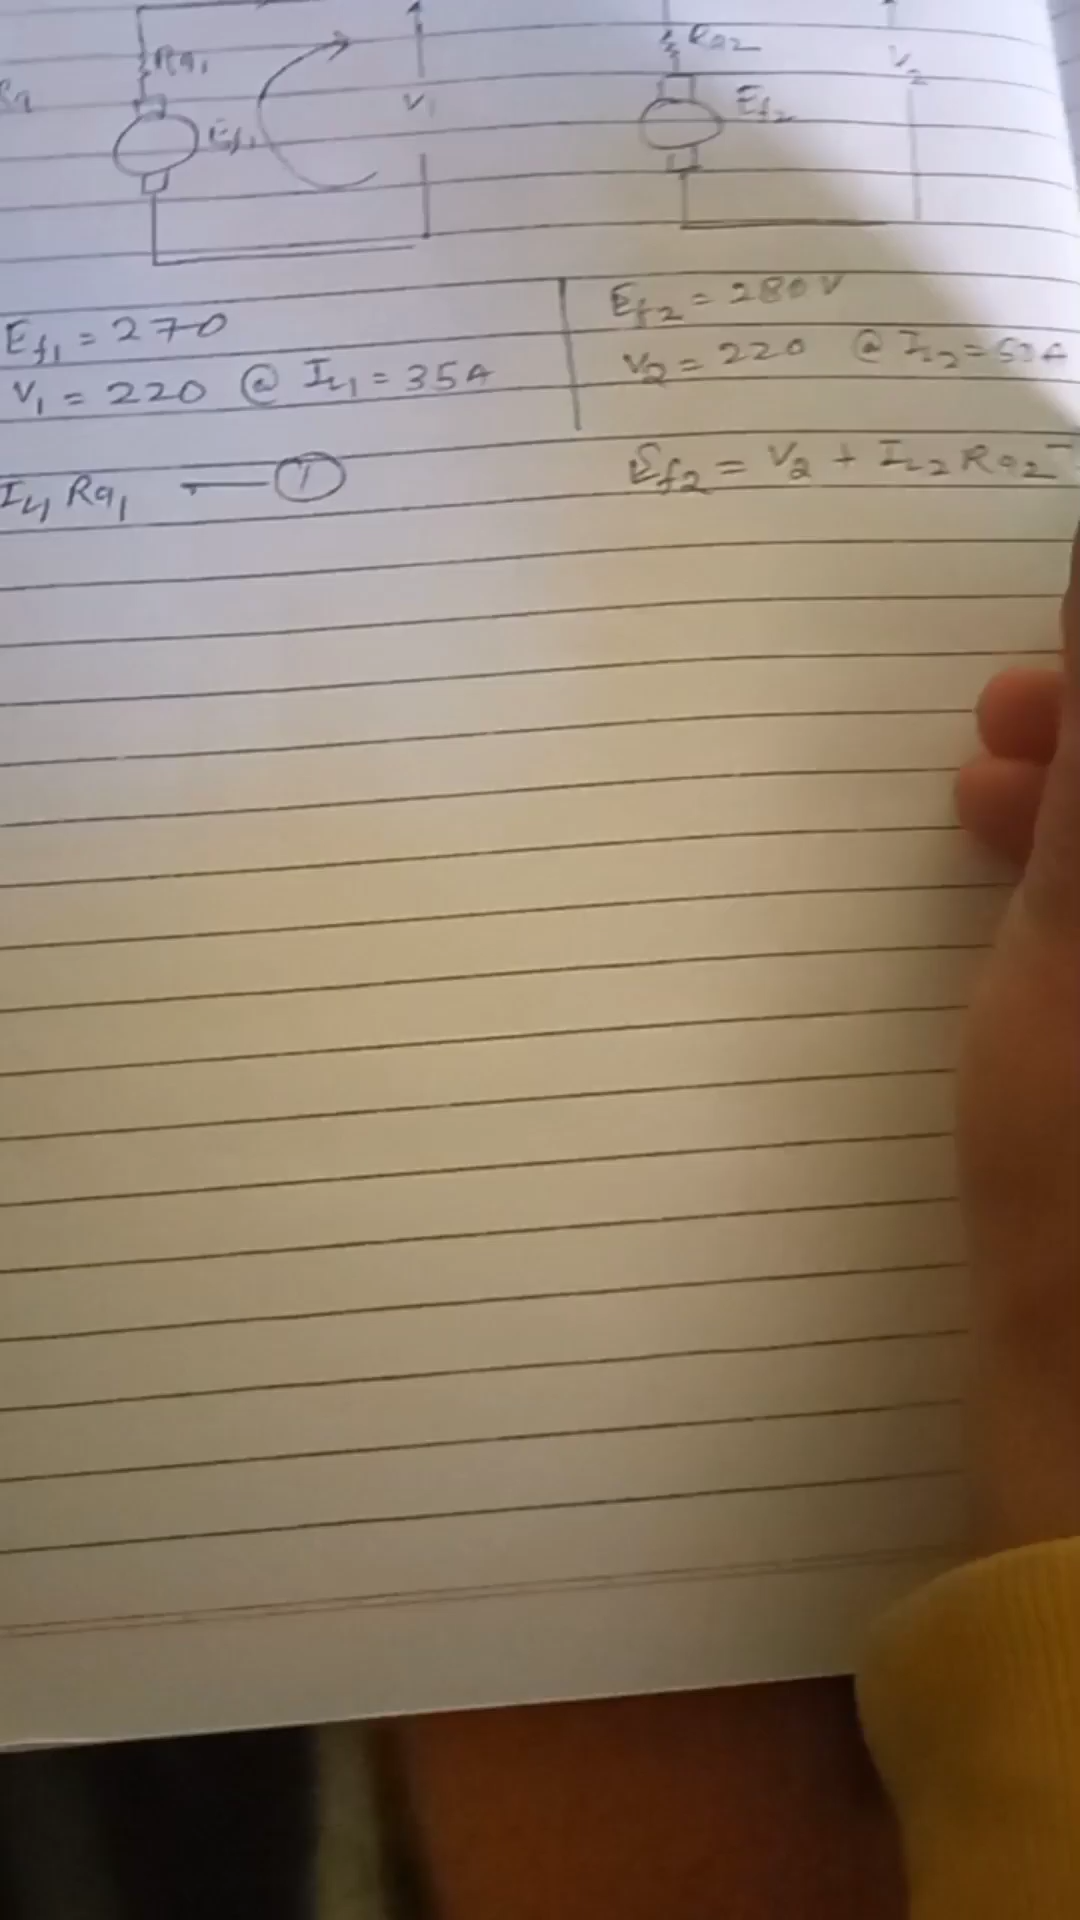 Ra₁
Ef₁
V₁
Ra2
Ef2
V2
Ef₁ = 270
V₁ = 220 @ IL1 = 35A
Ef2 = 280V
V2 = 220 @ IL2 =
IL1 Ra₁ — ①
Ef2 = V2 + IL2 Ra2